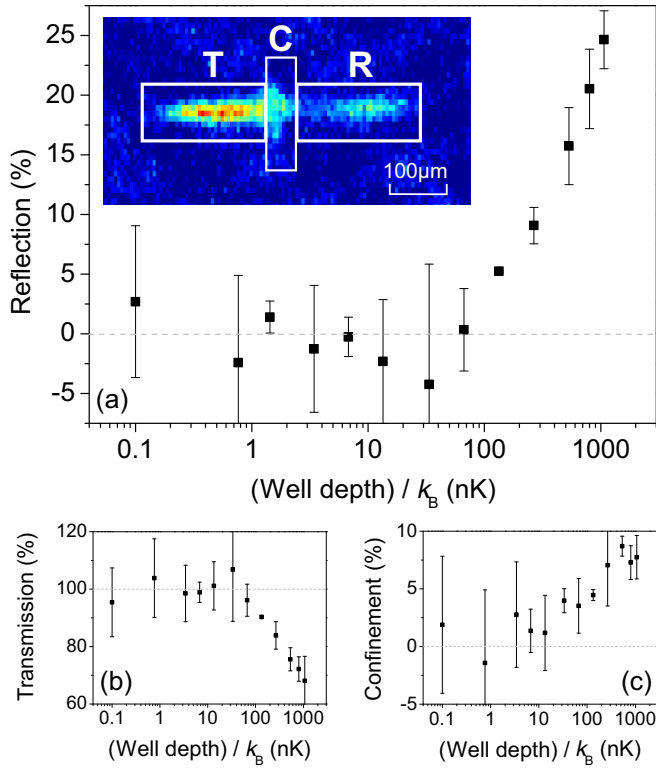 25
20
15
10
5
0
-5
Reflection (%)
T
C
R
100µm
(a)
0.1 1 10 100 1000
(Well depth) / kB (nK)
120
100
80
60
Transmission (%)
(b)
0.1 1 10 100 1000
(Well depth) / kB (nK)
10
5
0
-5
Confinement (%)
(c)
0.1 1 10 100 1000
(Well depth) / kB (nK)